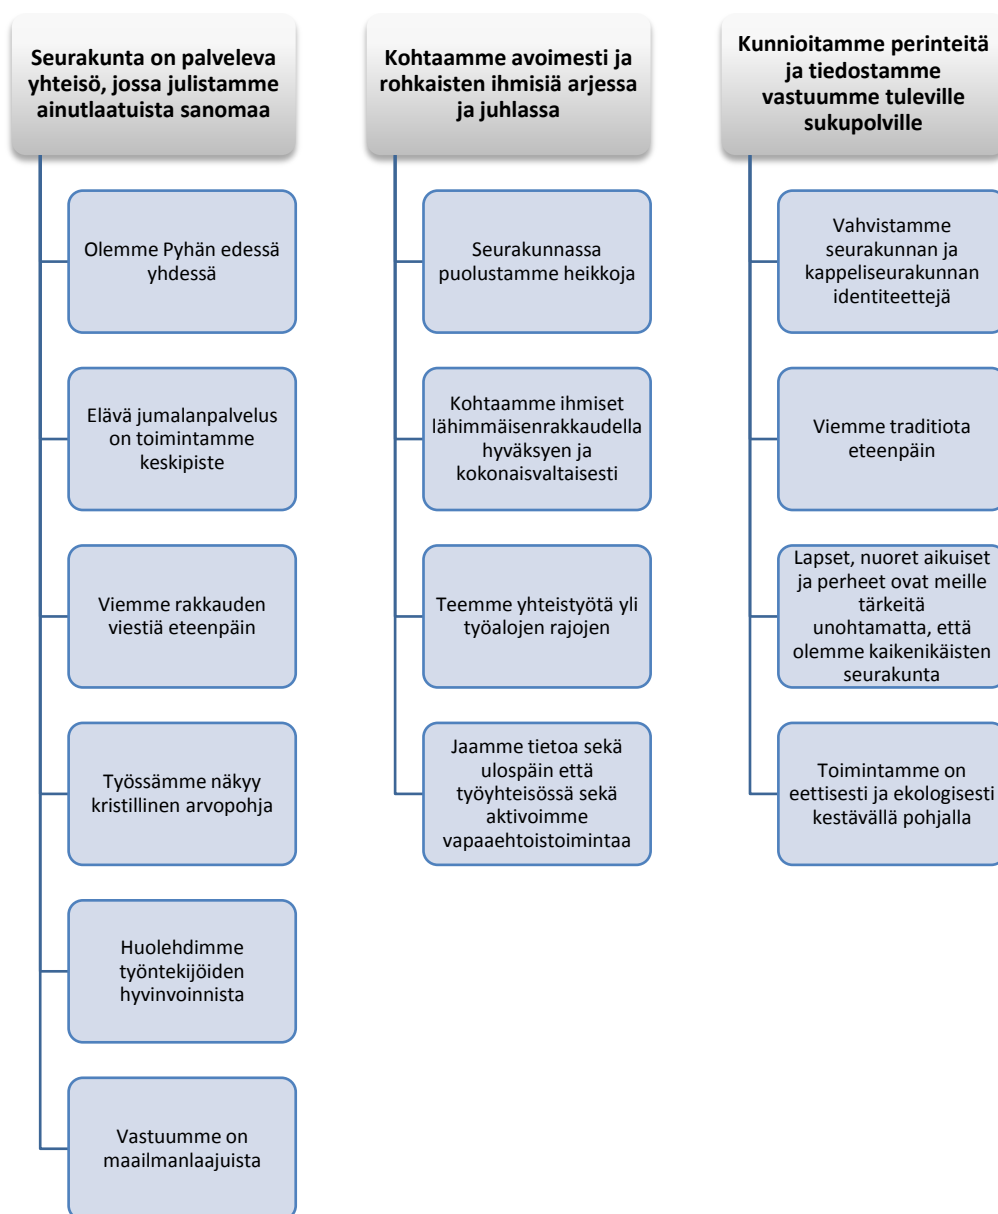 Seurakunta on palveleva
yhteisö, jossa julistamme
ainutlaatuista sanomaa
Olemme Pyhän edessä
yhdessä
Elävä jumalanpalvelus
on toimintamme
keskipiste
Viemme rakkauden
viestiä eteenpäin
Työssämme näkyy
kristillinen arvopohja
Huolehdimme
työntekijöiden
hyvinvoinnista
Vastuumme on
maailmanlaajuista
Kohtaamme avoimesti ja
rohkaisten ihmisiä arjessa
ja juhlassa
Seurakunnassa
puolustamme heikkoja
Kohtaamme ihmiset
lähimmäisenrakkaudella
hyväksyen ja
kokonaisvaltaisesti
Teemme yhteistyötä yli
työalojen rajojen
Jaamme tietoa sekä
ulospäin että
työyhteisössä sekä
aktivoimme
vapaaehtoistoimintaa
Kunnioitamme perinteitä
ja tiedostamme
vastuumme tuleville
sukupolville
Vahvistamme
seurakunnan ja
kappeliseurakunnan
identiteettejä
Viemme traditiota
eteenpäin
Lapset, nuoret aikuiset
ja perheet ovat meille
tärkeitä
unohtamatta, että
olemme kaikenikäisten
seurakunta
Toimintamme on
eettisesti ja ekologisesti
kestävällä pohjalla